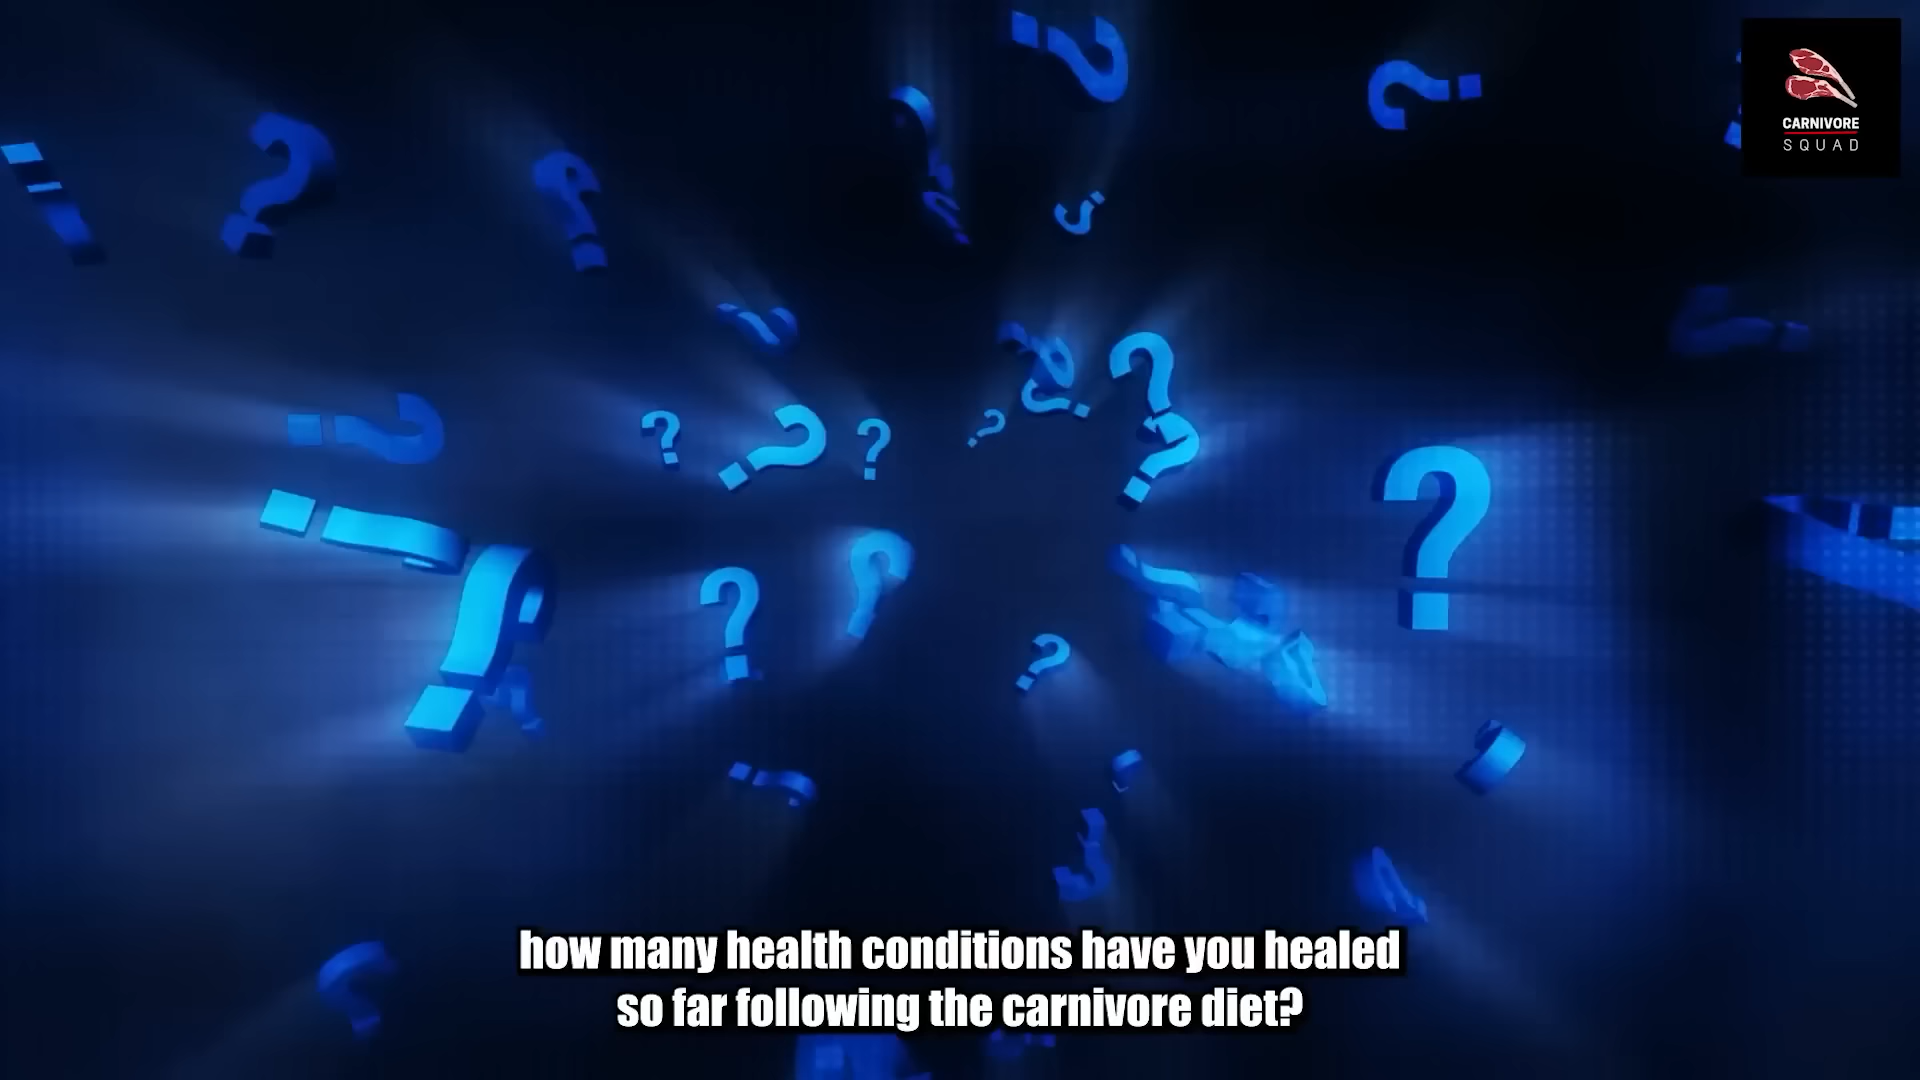 CARNIVORE
SQUAD
how many health conditions have you healed
so far following the carnivore diet?